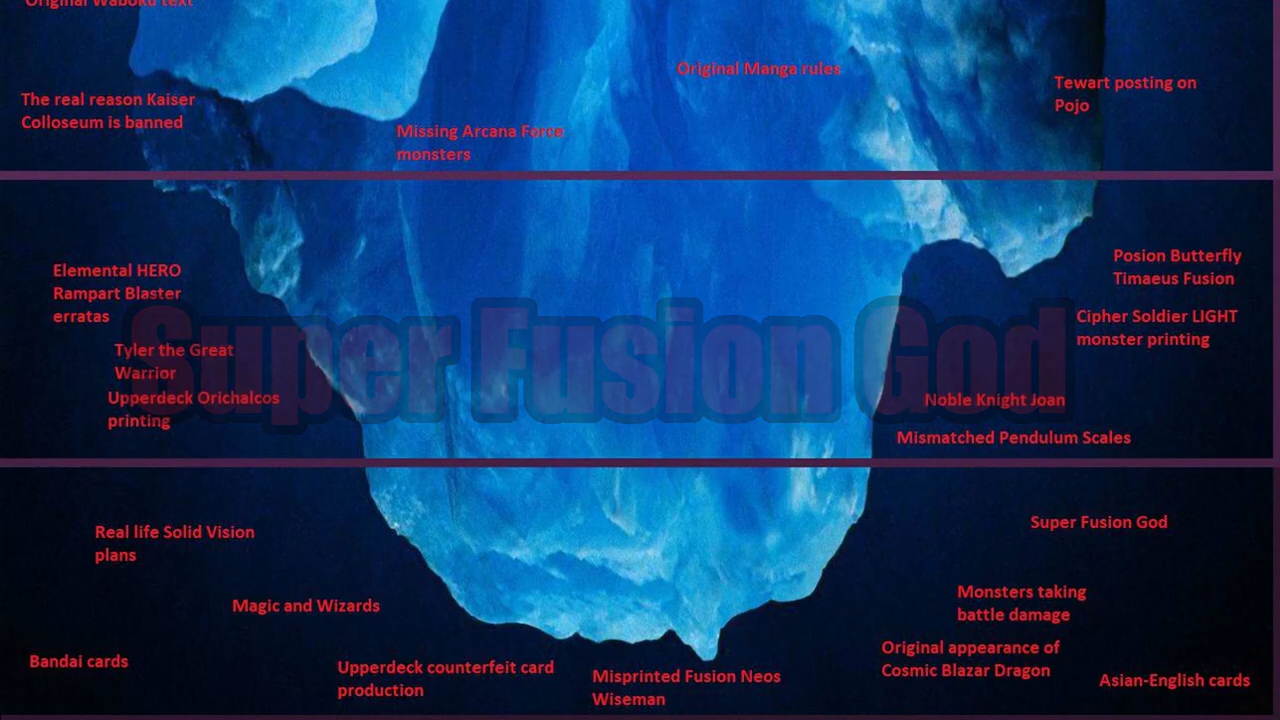 Original Waboku text
Original Manga rules
Tewart posting on
Pojo
The real reason Kaiser
Colloseum is banned
Missing Arcana Force
monsters
Elemental HERO
Rampart Blaster
erratas
Posion Butterfly
Timaeus Fusion
Cipher Soldier LIGHT
monster printing
Super Fusion God
Tyler the Great
Warrior
Upperdeck Orichalcos
printing
Noble Knight Joan
Mismatched Pendulum Scales
Real life Solid Vision
plans
Super Fusion God
Magic and Wizards
Monsters taking
battle damage
Bandai cards
Upperdeck counterfeit card
production
Misprinted Fusion Neos
Wiseman
Original appearance of
Cosmic Blazar Dragon
Asian-English cards